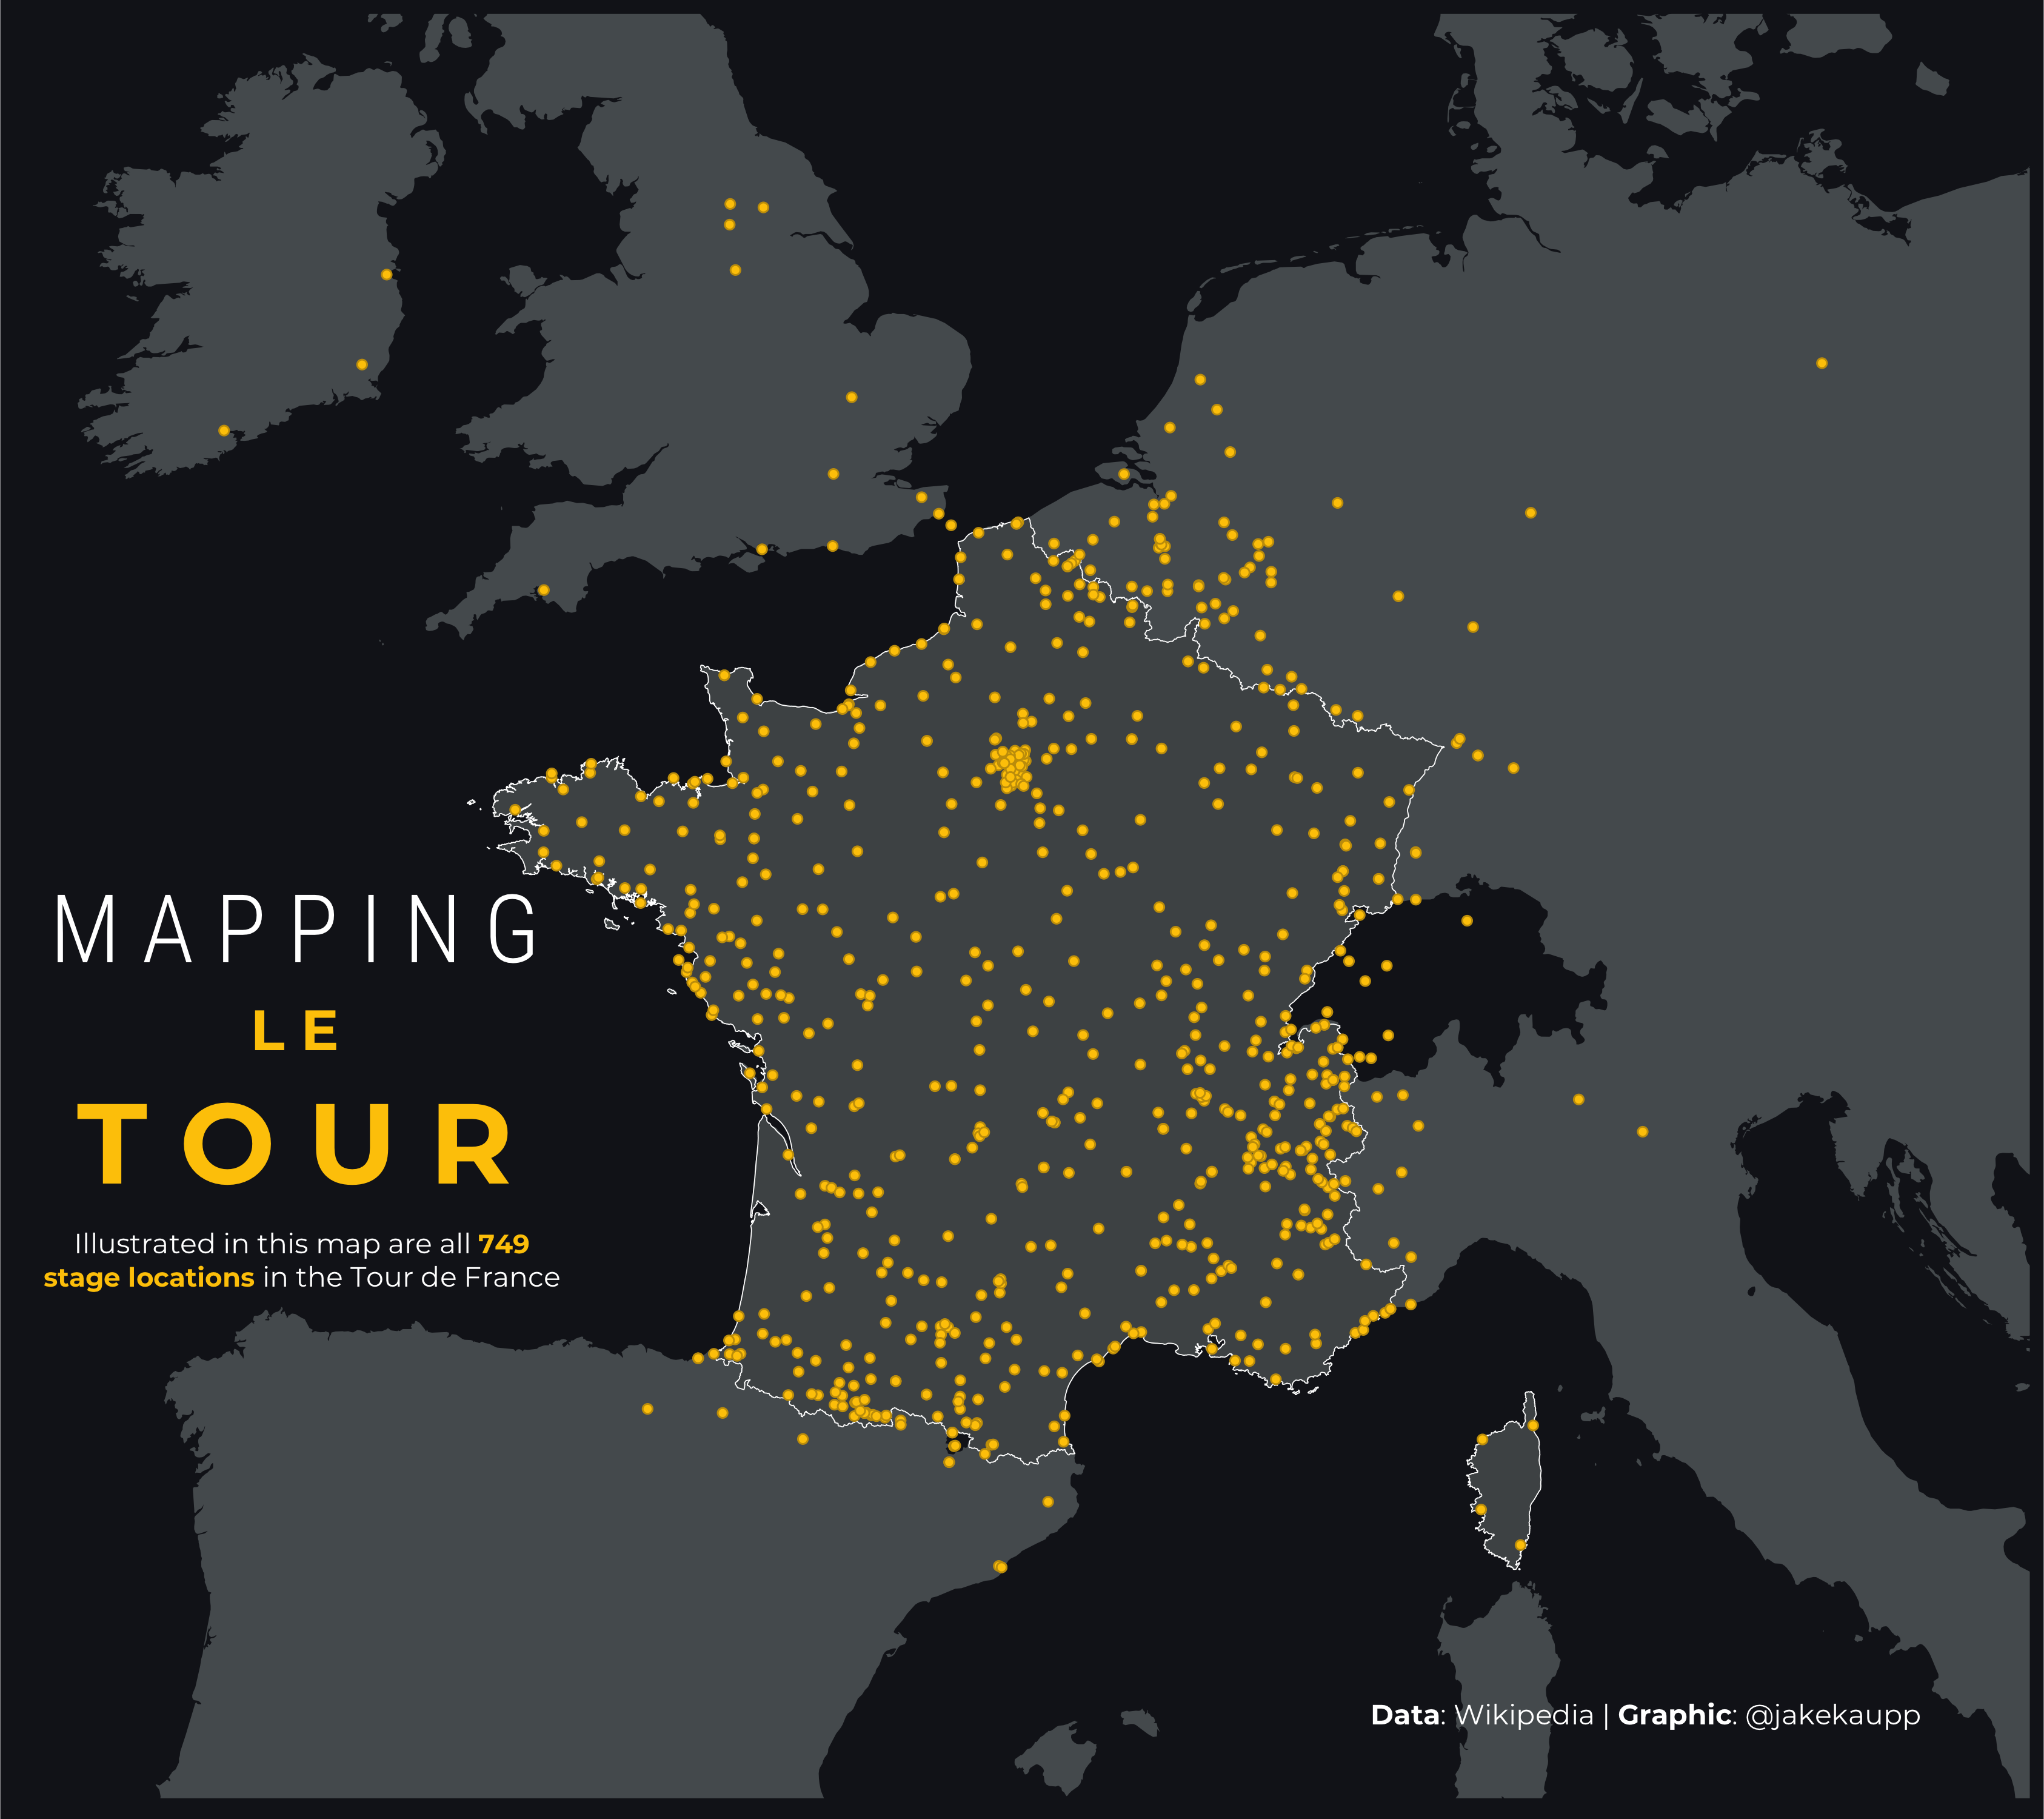 MAPPING
LE
TOUR
Illustrated in this map are all 749
stage locations in the Tour de France
Data: Wikipedia | Graphic: @jakekaupp